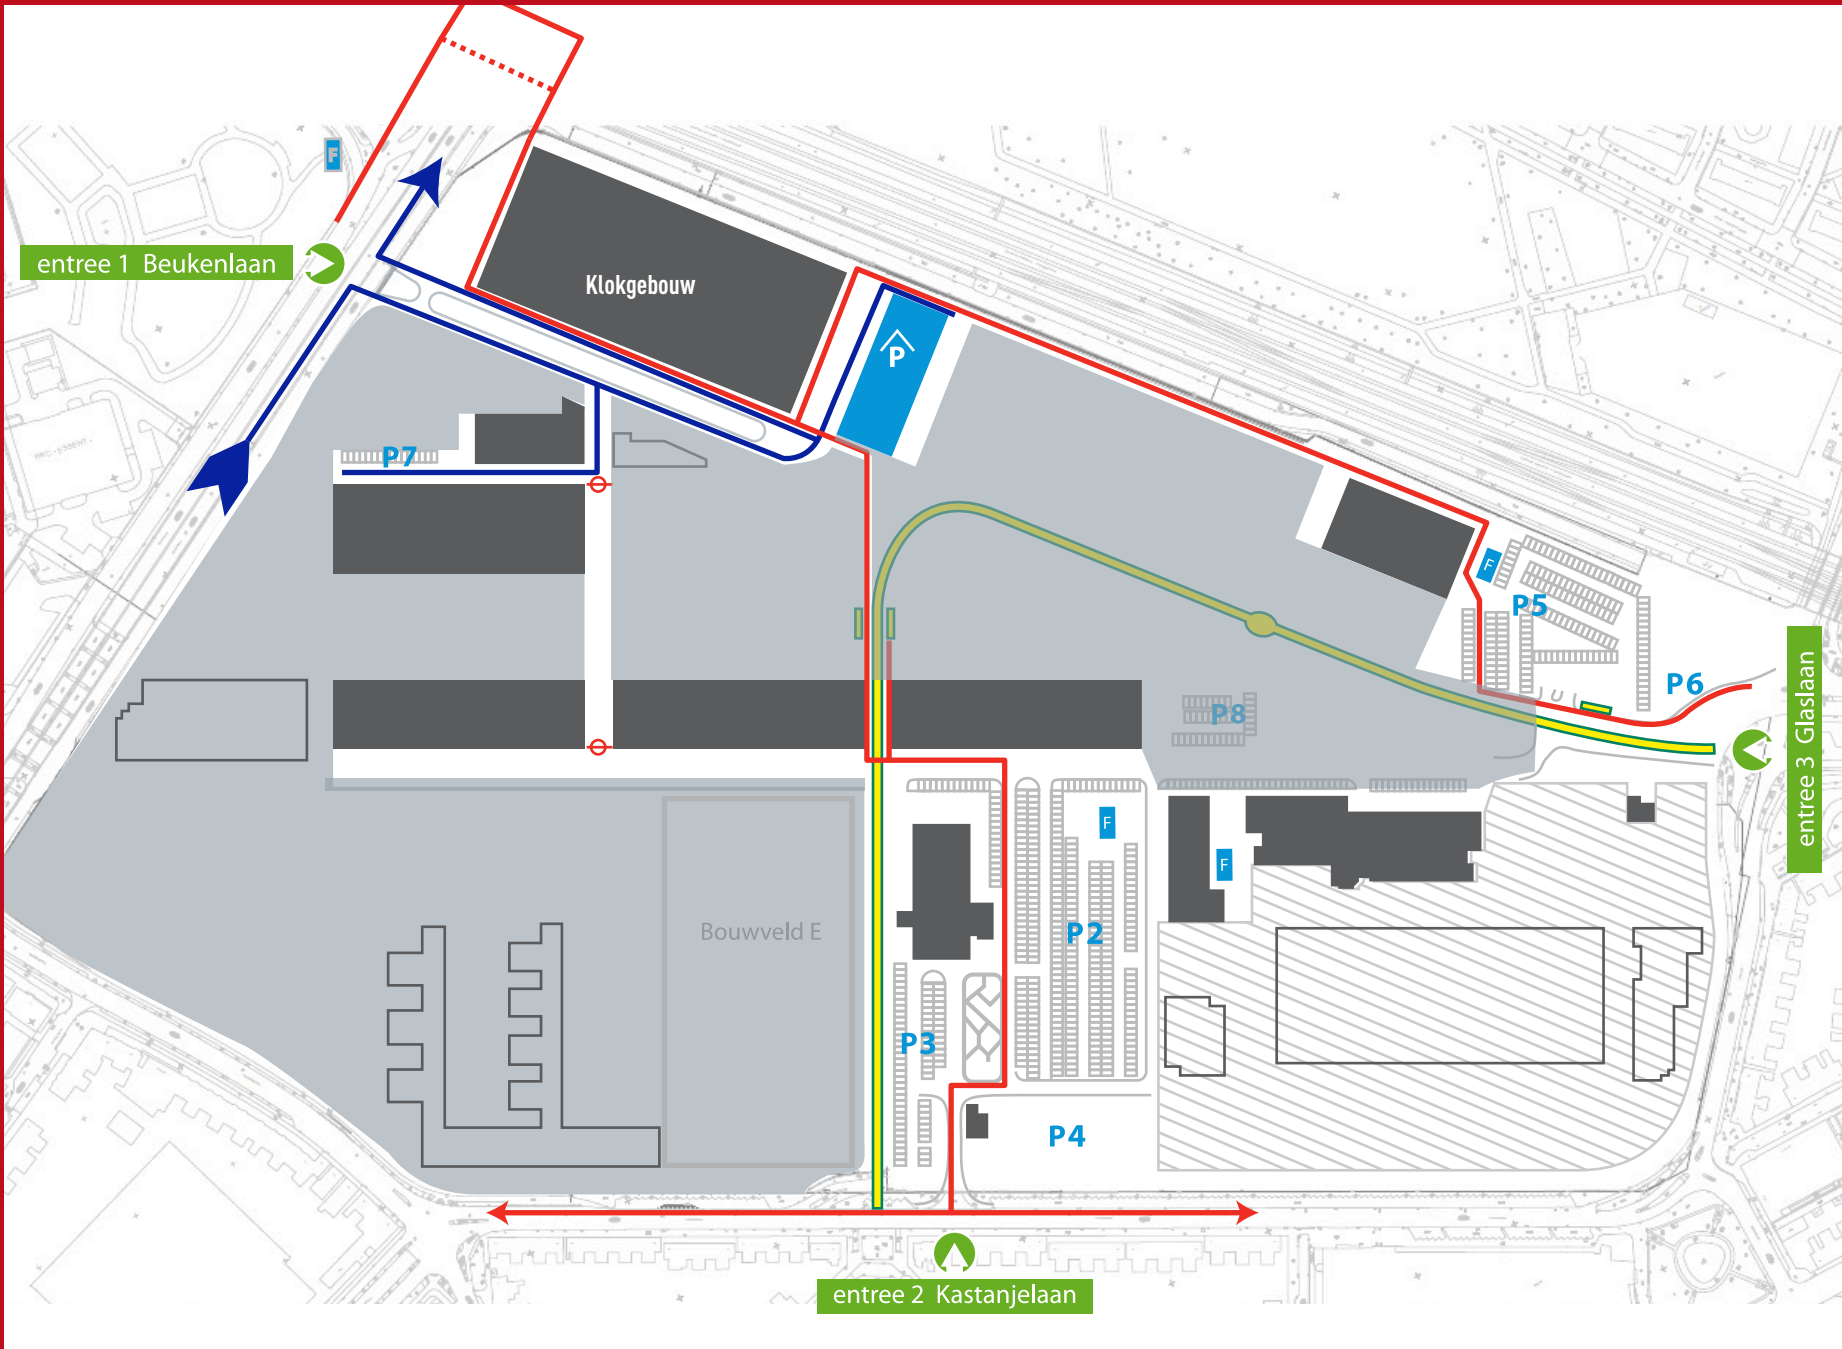 F
entree 1 Beukenlaan
Klokgebouw
P
P7
F
P5
P6
P8
entree 3 Glaslaan
F
F
P2
Bouwveld E
P3
P4
entree 2 Kastanjelaan